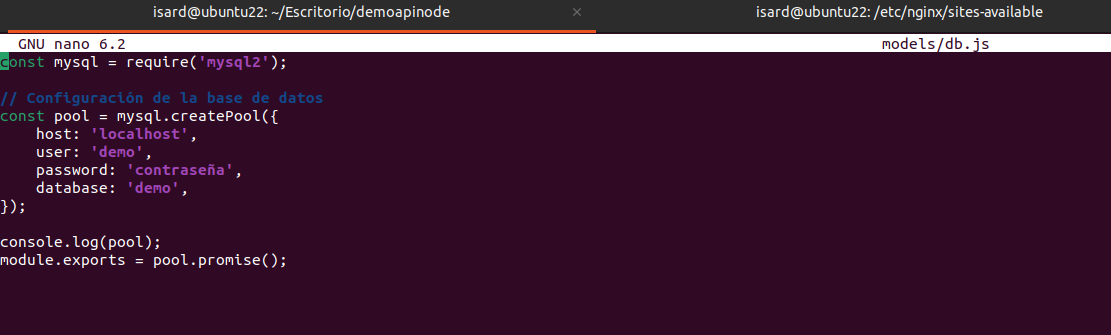 isard@ubuntu22: ~/Escritorio/demoapinode × isard@ubuntu22: /etc/nginx/sites-available
GNU nano 6.2 models/db.js
const mysql = require('mysql2');
// Configuración de la base de datos
const pool = mysql.createPool({
    host: 'localhost',
    user: 'demo',
    password: 'contraseña',
    database: 'demo',
});
console.log(pool);
module.exports = pool.promise();